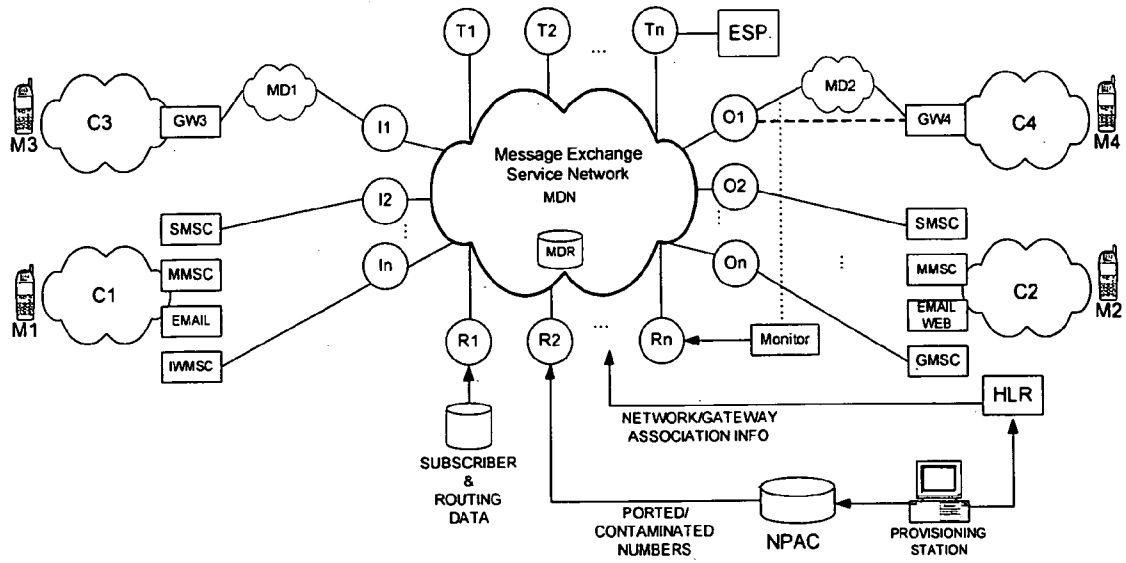 T1
T2
...
Tn
ESP
MD1
MD2
C3
GW3
I1
O1
GW4
C4
M3
M4
Message Exchange
Service Network
MDN
I2
O2
SMSC
...
...
SMSC
In
MDR
On
...
MMSC
MMSC
C1
C2
M1
EMAIL
EMAIL
WEB
M2
R1
R2
...
Rn
Monitor
IWMSC
GMSC
HLR
NETWORK/GATEWAY
ASSOCIATION INFO
SUBSCRIBER
&
ROUTING
DATA
PORTED/
CONTAMINATED
NUMBERS
NPAC
PROVISIONING
STATION